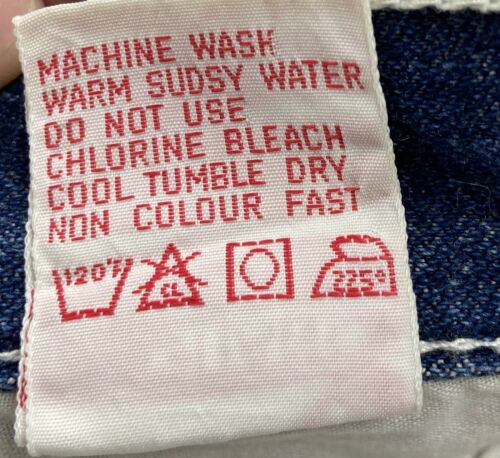 MACHINE WASH
WARM SUDSY WATER
DO NOT USE
CHLORINE BLEACH
COOL TUMBLE DRY
NON COLOUR FAST
120°F CL 225°